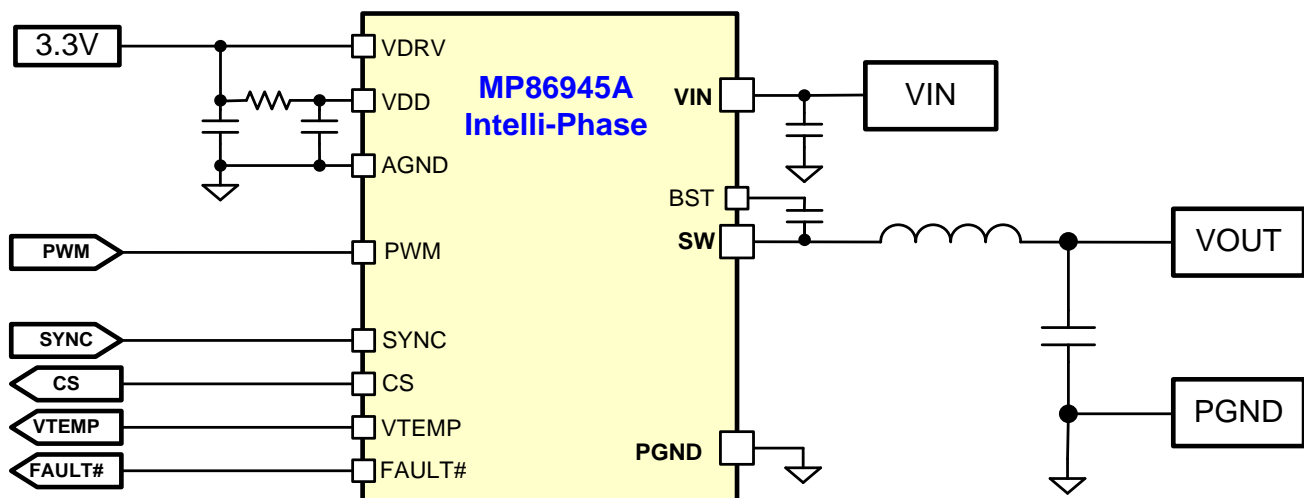 3.3V
VDRV
VDD
AGND
PWM
PWM
SYNC
SYNC
CS
CS
VTEMP
VTEMP
FAULT#
FAULT#
MP86945A
Intelli-Phase
VIN
VIN
BST
SW
VOUT
PGND
PGND